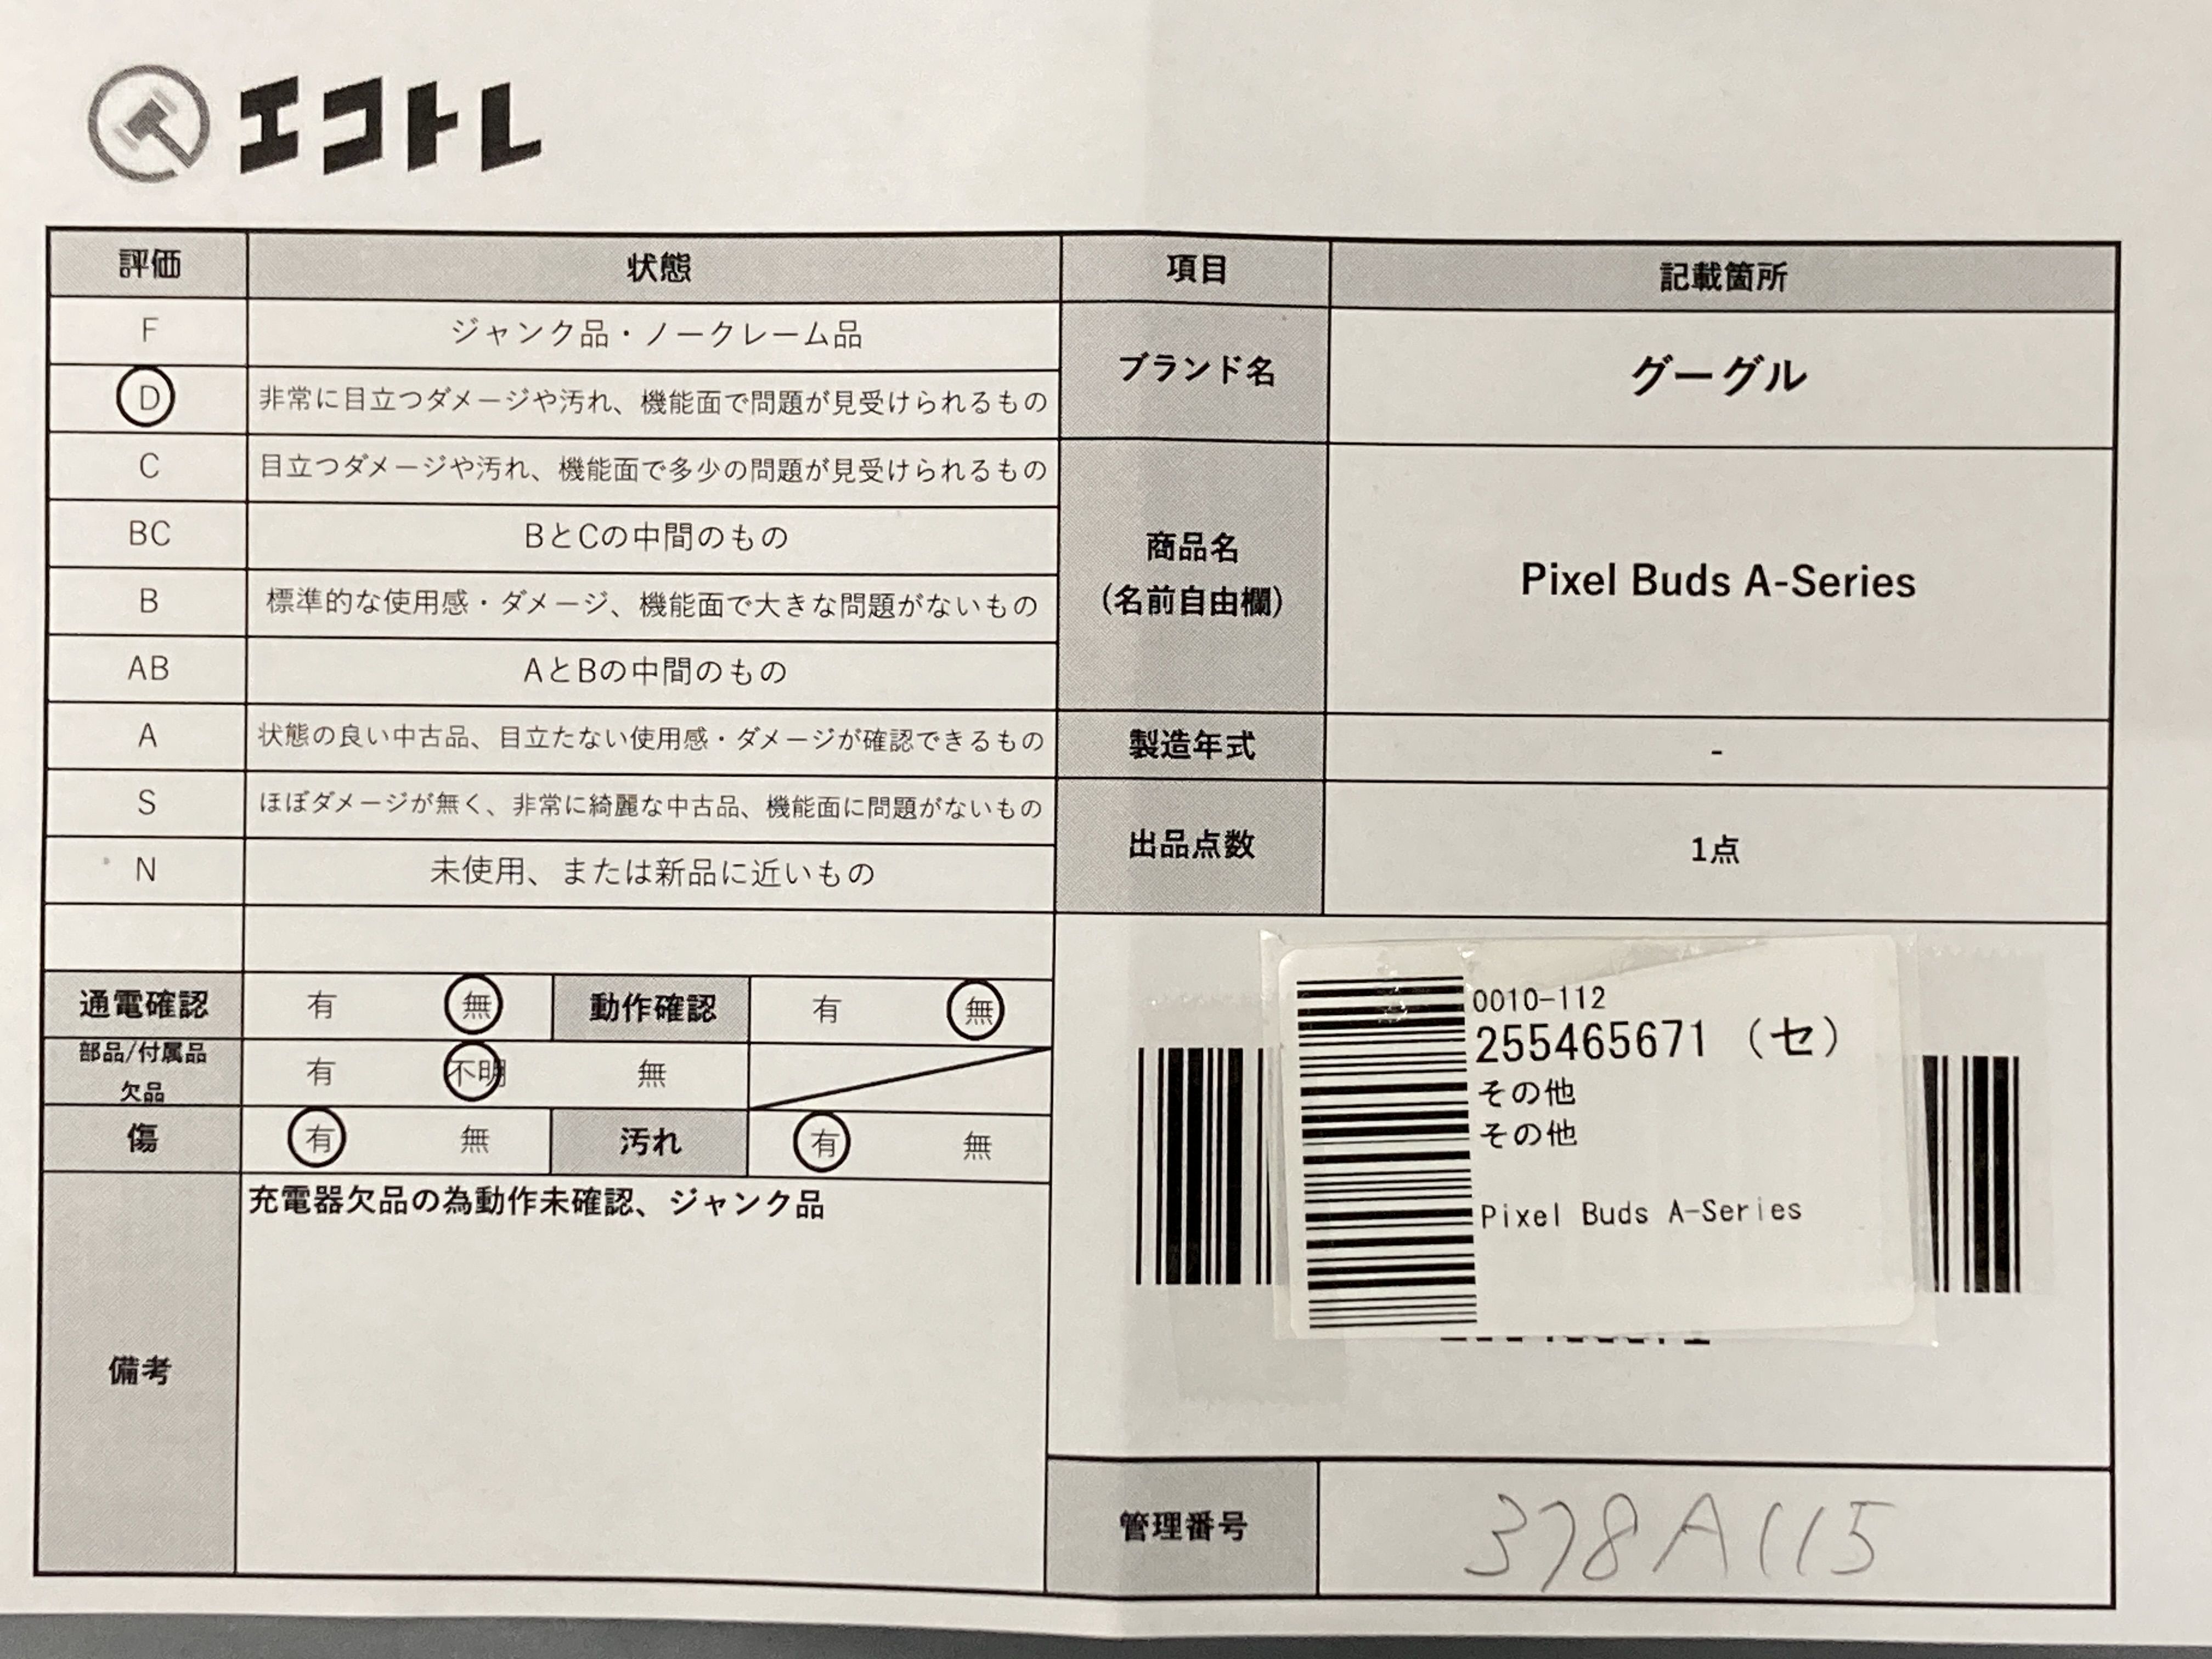 エコトレ
評価 状態 項目 記載箇所
F ジャンク品・ノークレーム品
D 非常に目立つダメージや汚れ、機能面で問題が見受けられるもの
C 目立つダメージや汚れ、機能面で多少の問題が見受けられるもの
BC BとCの中間のもの
B 標準的な使用感・ダメージ、機能面で大きな問題がないもの
AB AとBの中間のもの
A 状態の良い中古品、目立たない使用感・ダメージが確認できるもの
S ほぼダメージが無く、非常に綺麗な中古品、機能面に問題がないもの
N 未使用、または新品に近いもの
ブランド名 グーグル
商品名
(名前自由欄)
Pixel Buds A-Series
製造年式 -
出品点数 1点
通電確認 有 無 動作確認 有 無
部品/付属品
欠品
有 不明 無
傷 有 無 汚れ 有 無
備考
充電器欠品の為動作未確認、ジャンク品
0010-112
255465671（セ）
その他
その他
Pixel Buds A-Series
管理番号 378A115